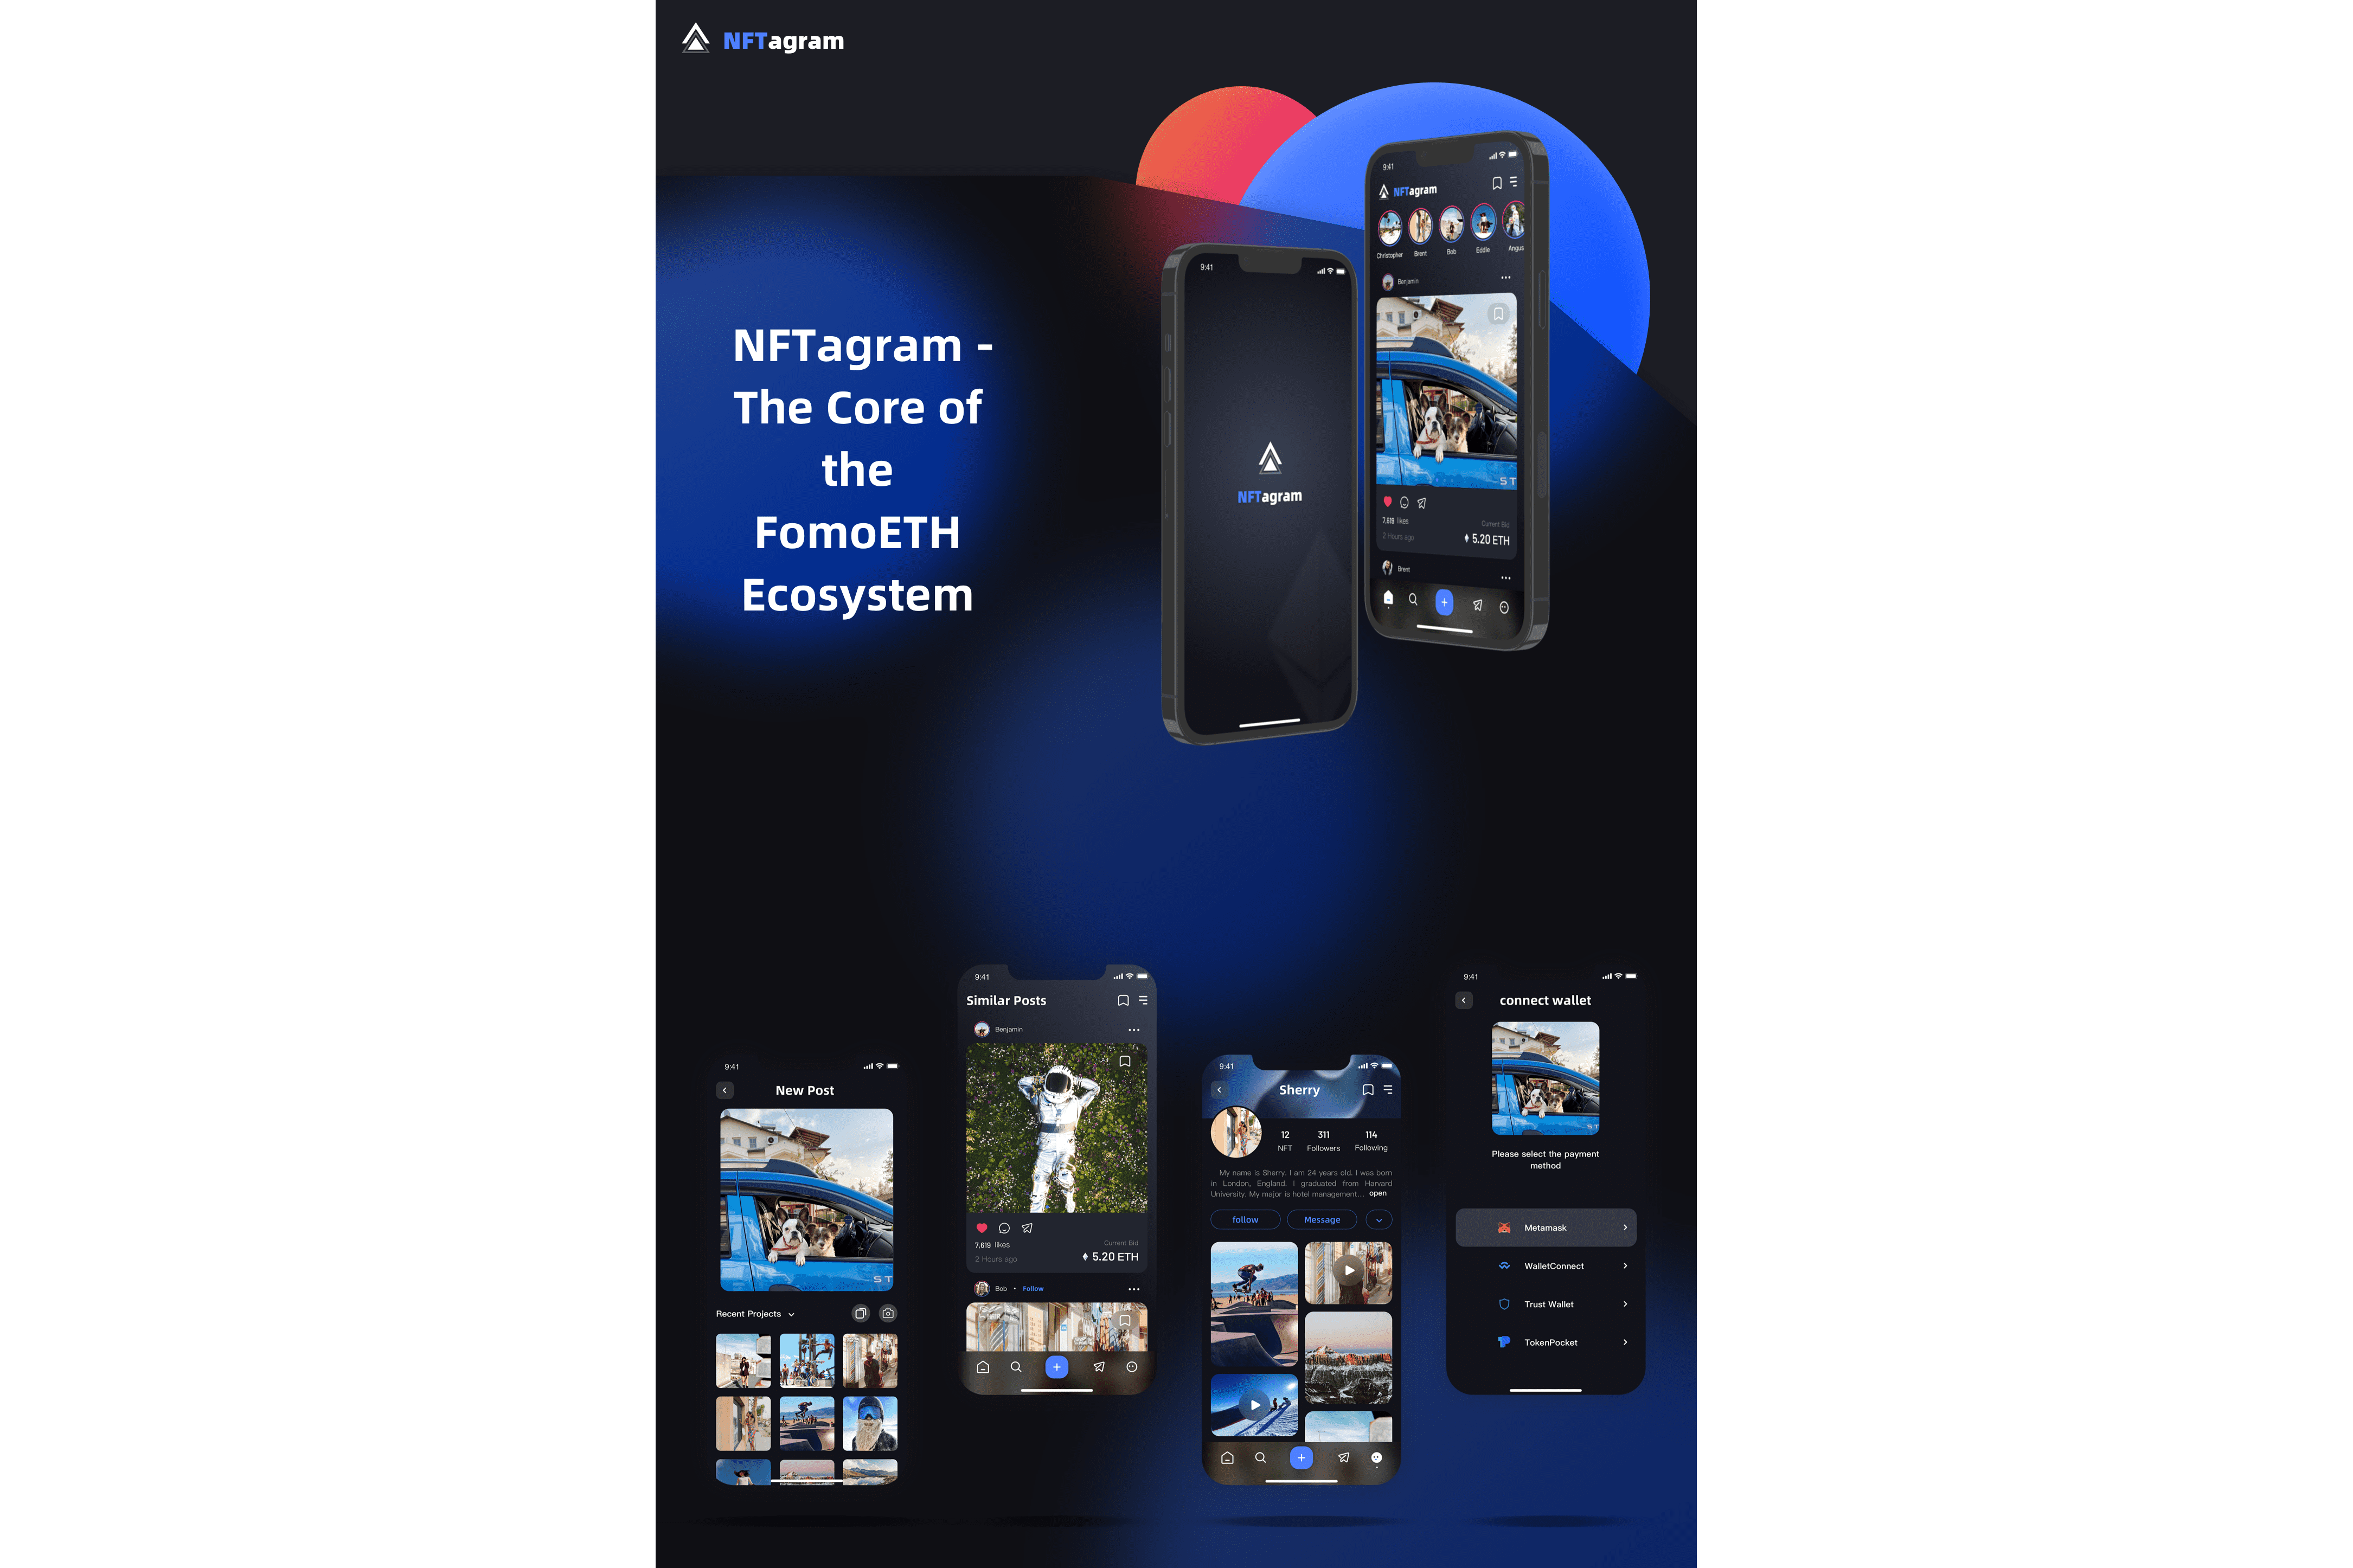 NFTagram
9:41
NFTagram
Christopher Brent Bob Eddie Angus
Benjamin
ST
7,619 likes
Current Bid
2 Hours ago
5.20 ETH
Brent
9:41
NFTagram
NFTagram -
The Core of
the
FomoETH
Ecosystem
9:41
New Post
ST
Recent Projects
9:41
Similar Posts
Benjamin
7,619 likes
Current Bid
2 Hours ago
5.20 ETH
Bob • Follow
9:41
Sherry
12 311 114
NFT Followers Following
My name is Sherry. I am 24 years old. I was born
in London, England. I graduated from Harvard
University. My major is hotel management... open
follow Message
9:41
connect wallet
ST
Please select the payment
method
Metamask
WalletConnect
Trust Wallet
TokenPocket